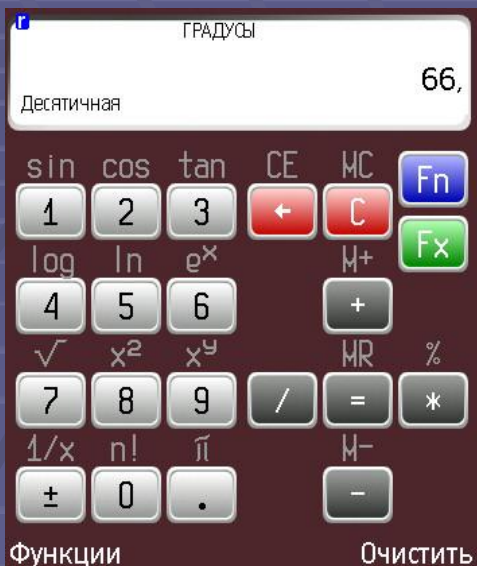 r ГРАДУСЫ
66,
Десятичная
sin cos tan CE MC
1 2 3 ← C Fn
log ln eˣ M+ Fx
4 5 6 +
√ x² xʸ MR %
7 8 9 / = *
1/x n! π M-
± 0 . -
Функции Очистить